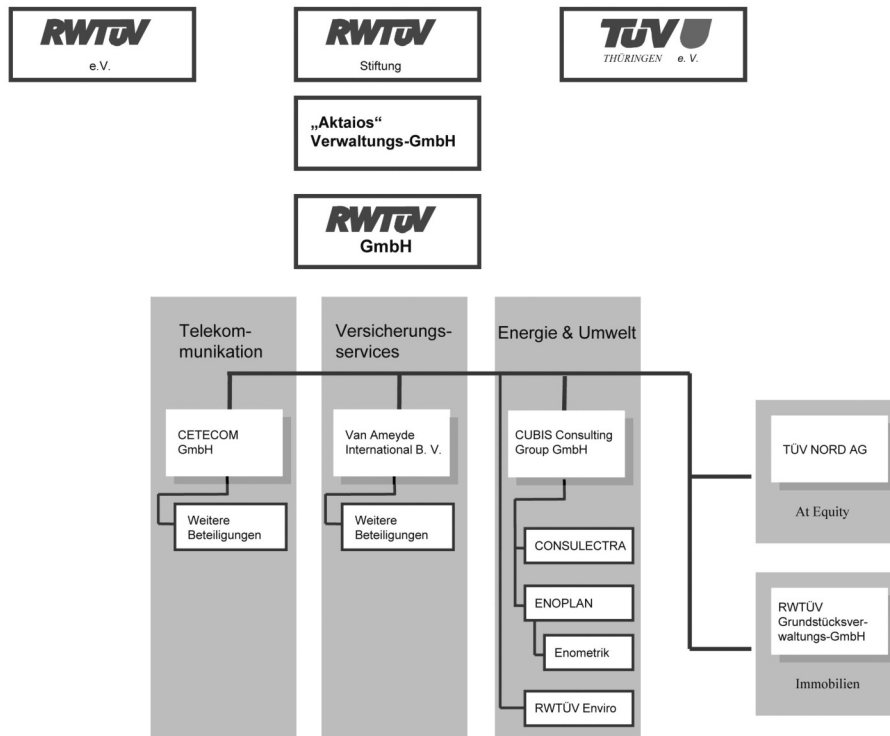 RWTÜV
e.V.
RWTÜV
Stiftung
TÜV
THÜRINGEN e. V.
„Aktaios“
Verwaltungs-GmbH
RWTÜV
GmbH
Telekom-
munikation
Versicherungs-
services
Energie & Umwelt
CETECOM
GmbH
Van Ameyde
International B. V.
CUBIS Consulting
Group GmbH
TÜV NORD AG
At Equity
Weitere
Beteiligungen
Weitere
Beteiligungen
CONSULECTRA
ENOPLAN
Enometrik
RWTÜV Enviro
RWTÜV
Grundstücksver-
waltungs-GmbH
Immobilien